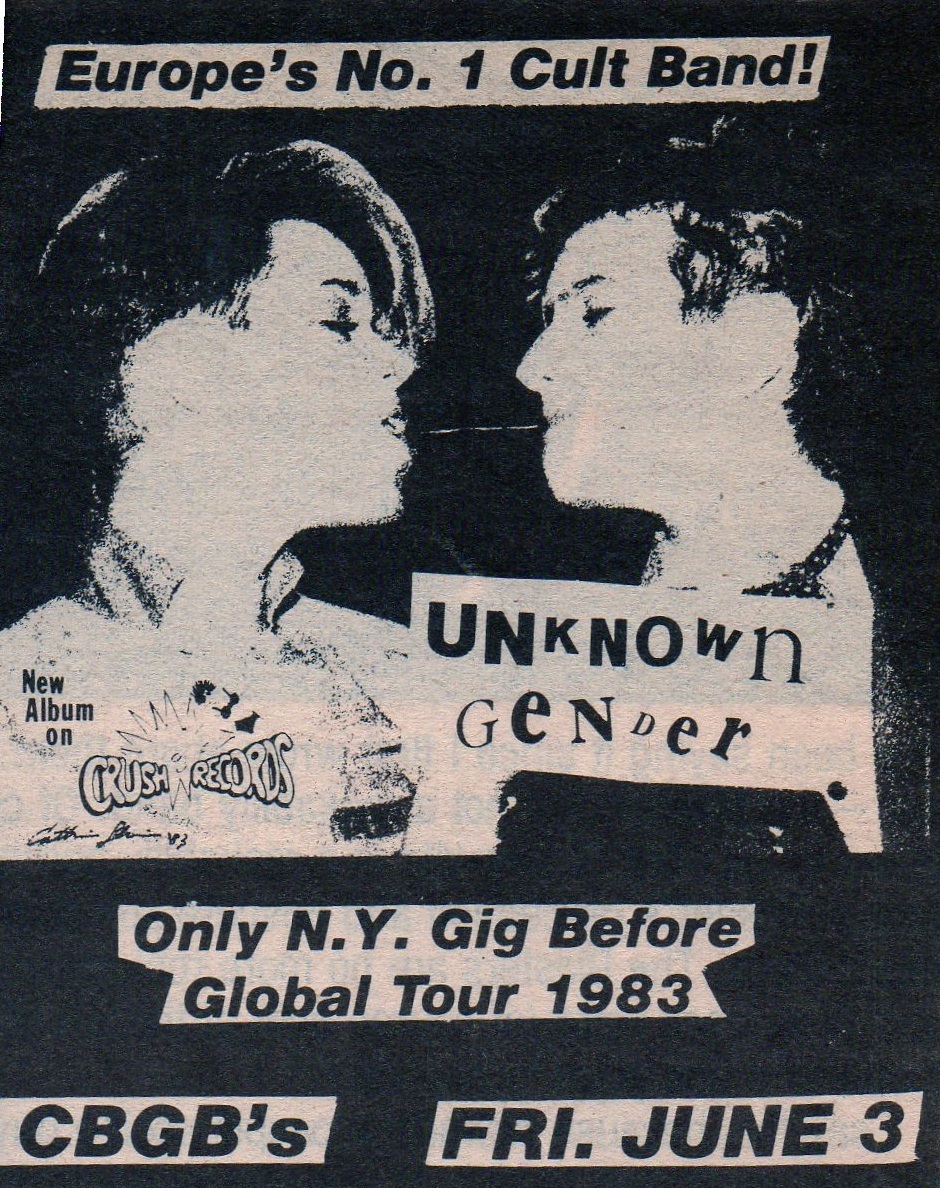 Europe's No. 1 Cult Band!
UNKNOWn
GeNDer
New
Album
on
CRUSH RECORDS
'83
Only N.Y. Gig Before
Global Tour 1983
CBGB's
FRI. JUNE 3